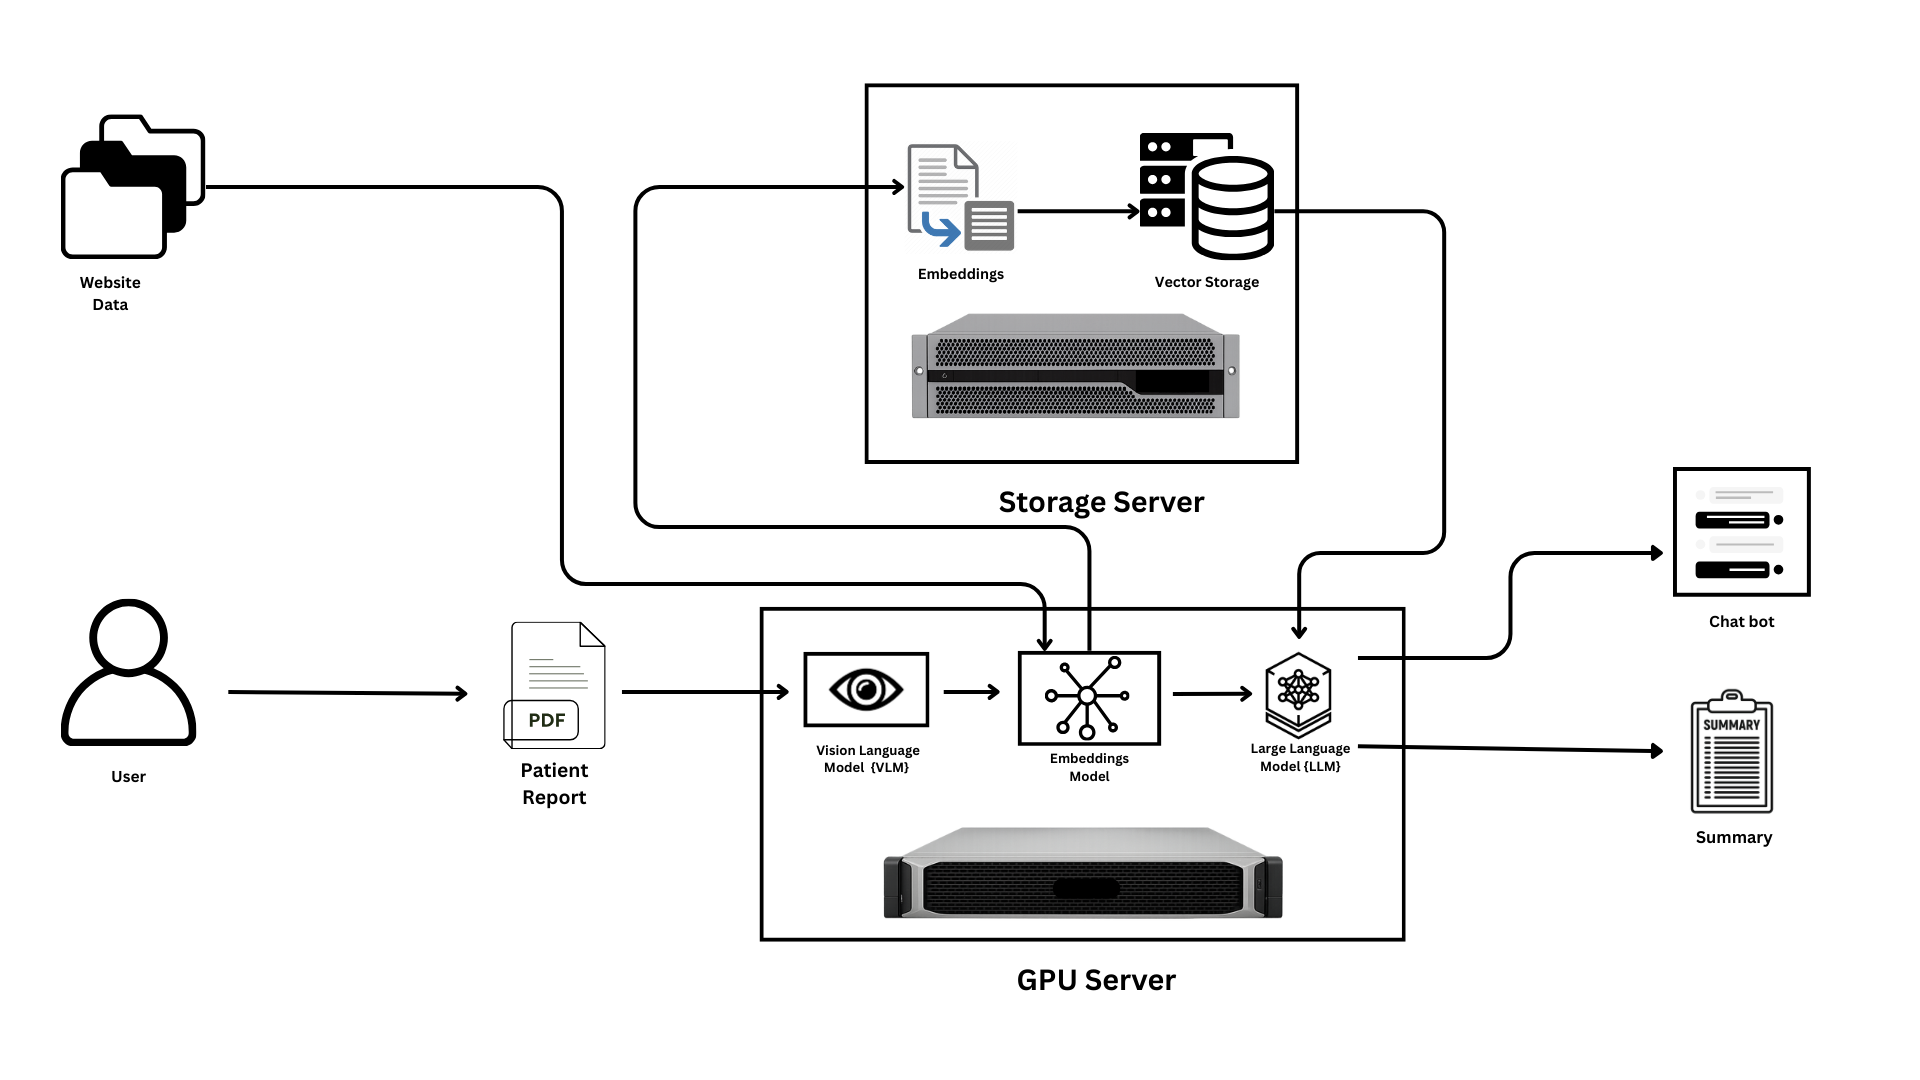 Website
Data
Embeddings
Vector Storage
Storage Server
User
PDF
Patient
Report
Vision Language
Model {VLM}
Embeddings
Model
Large Language
Model {LLM}
GPU Server
Chat bot
SUMMARY
Summary